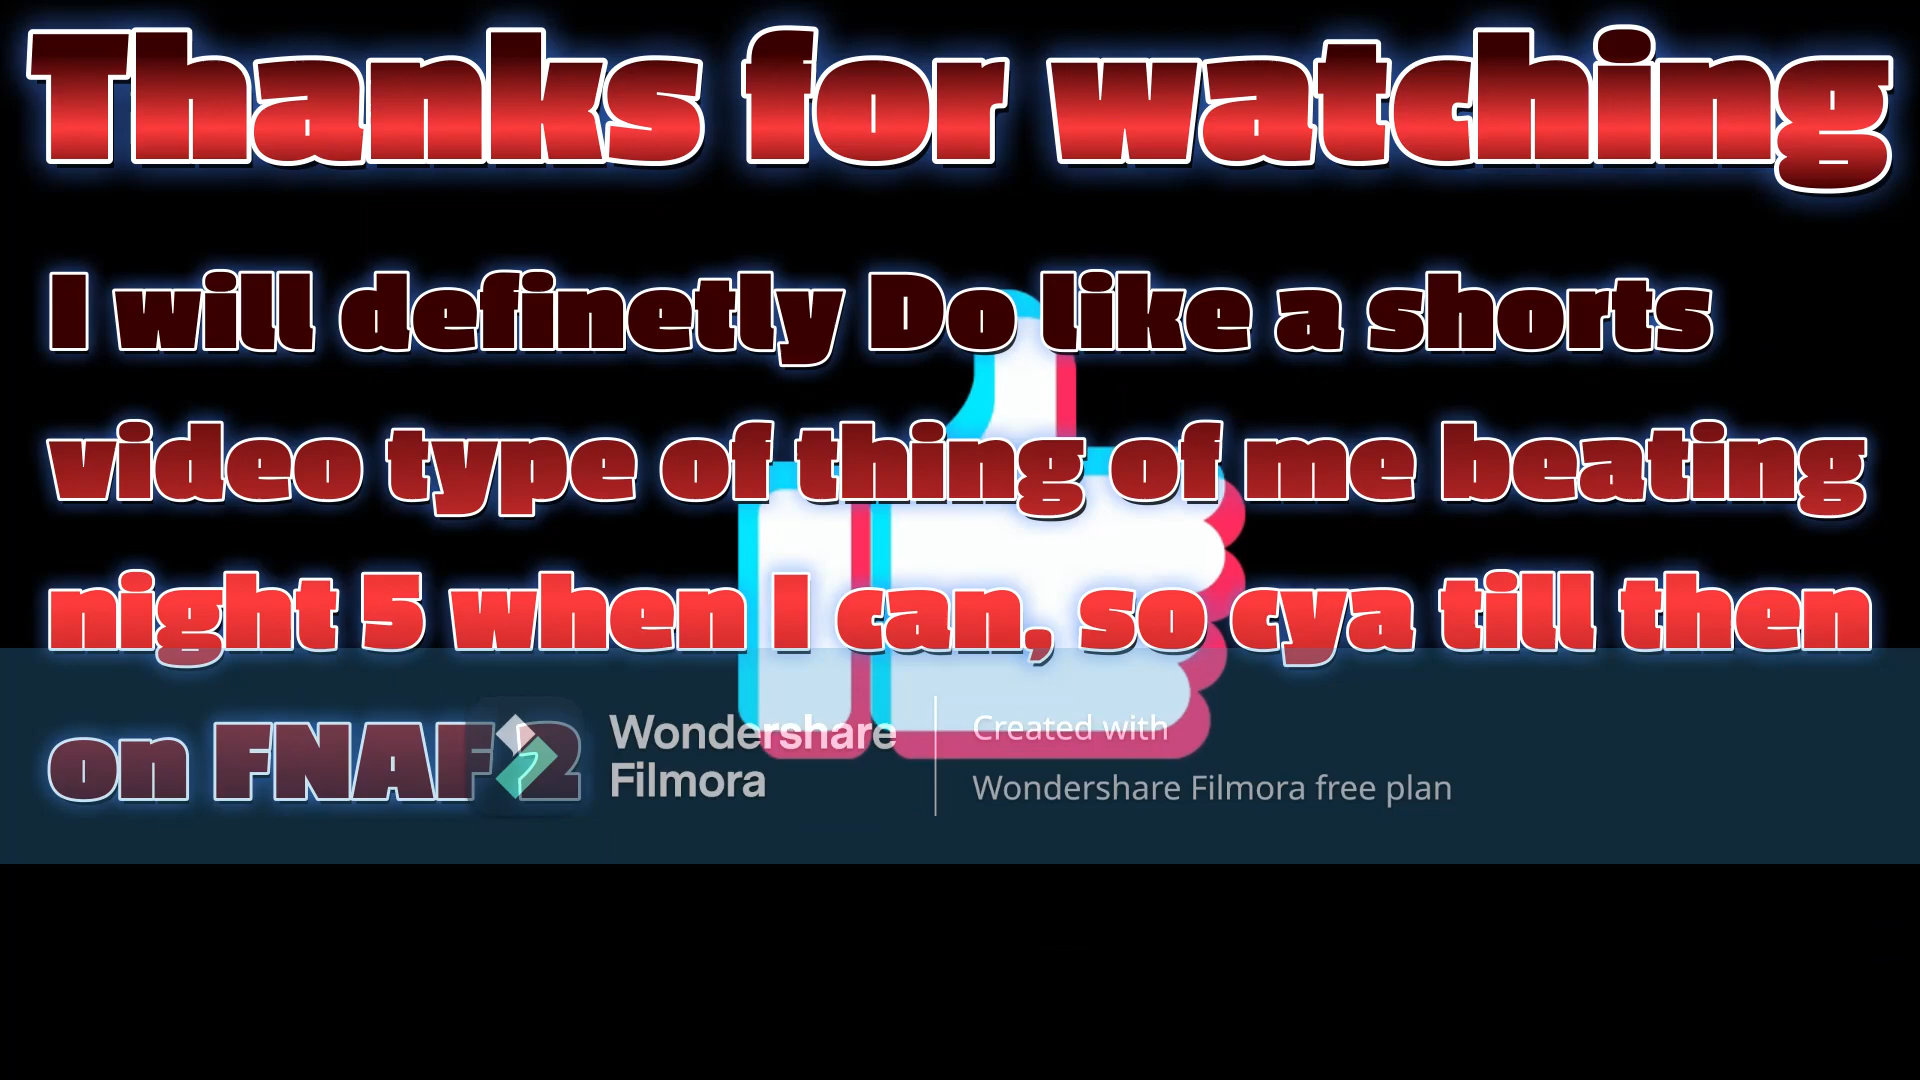 Thanks for watching
I will definetly Do like a shorts
video type of thing of me beating
night 5 when I can, so cya till then
on FNAF 2
Wondershare
Filmora
Created with
Wondershare Filmora free plan